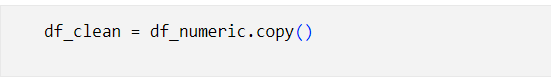 df_clean = df_numeric.copy()